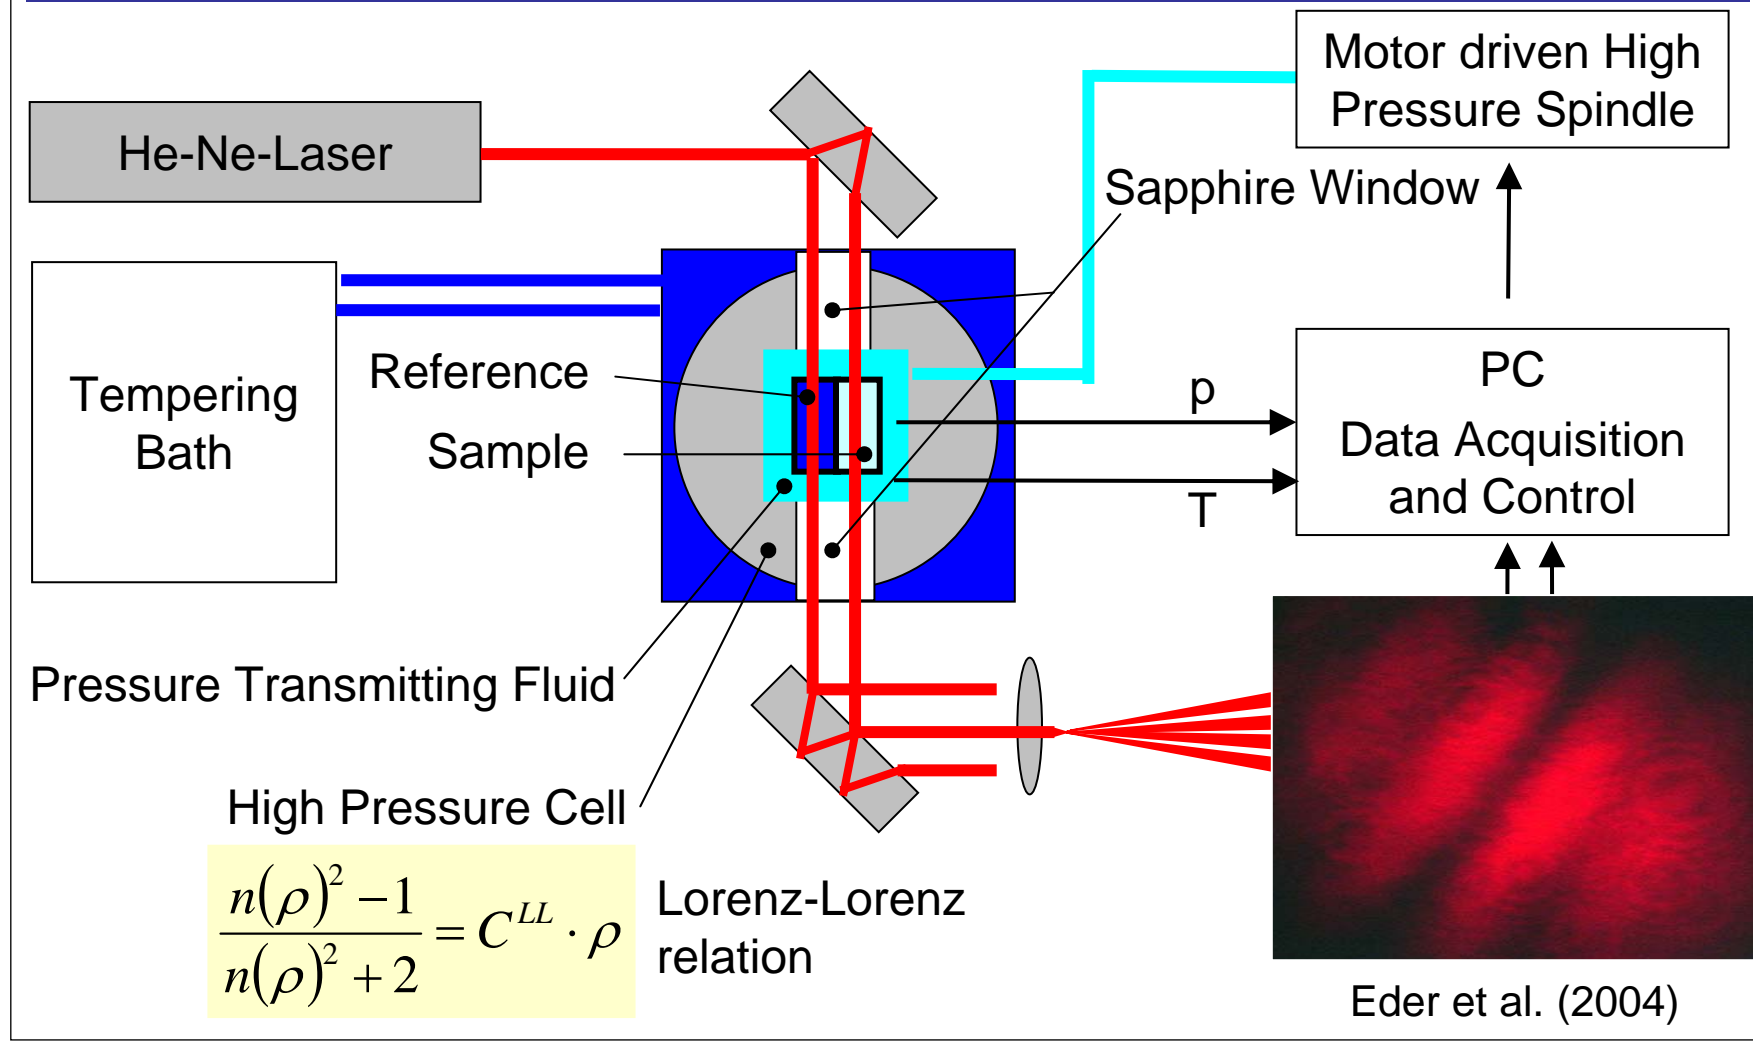 Motor driven High
Pressure Spindle
He-Ne-Laser
Sapphire Window
Tempering
Bath
Reference
Sample
p
T
PC
Data Acquisition
and Control
Pressure Transmitting Fluid
High Pressure Cell
n(ρ)² − 1
n(ρ)² + 2
= C^{LL} · ρ
Lorenz-Lorenz
relation
Eder et al. (2004)